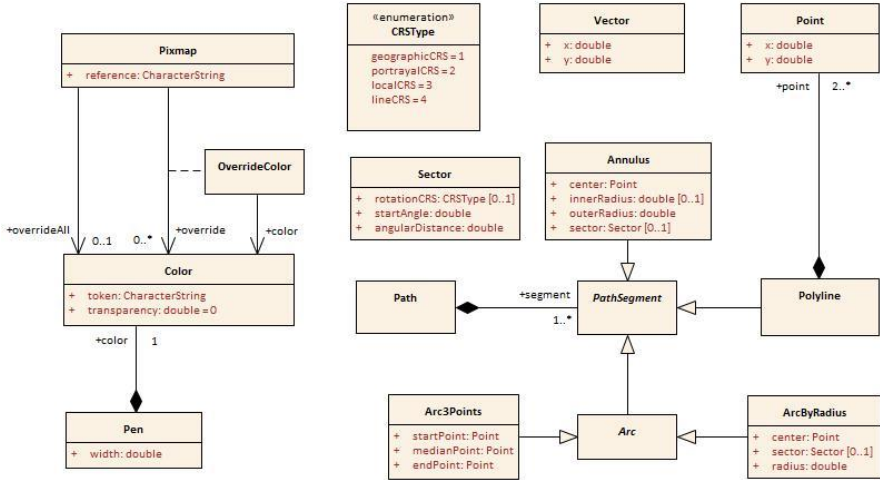 Pixmap
+ reference: CharacterString
«enumeration»
CRSType
geographicCRS = 1
portrayalCRS = 2
localCRS = 3
lineCRS = 4
Vector
+ x: double
+ y: double
Point
+ x: double
+ y: double
+point 2..*
OverrideColor
Sector
+ rotationCRS: CRSType [0..1]
+ startAngle: double
+ angularDistance: double
Annulus
+ center: Point
+ innerRadius: double [0..1]
+ outerRadius: double
+ sector: Sector [0..1]
+overrideAll 0..1
0..* +override
+color
Color
+ token: CharacterString
+ transparency: double = 0
Path
+segment
1..*
PathSegment
Polyline
+color 1
Pen
+ width: double
Arc3Points
+ startPoint: Point
+ medianPoint: Point
+ endPoint: Point
Arc
ArcByRadius
+ center: Point
+ sector: Sector [0..1]
+ radius: double